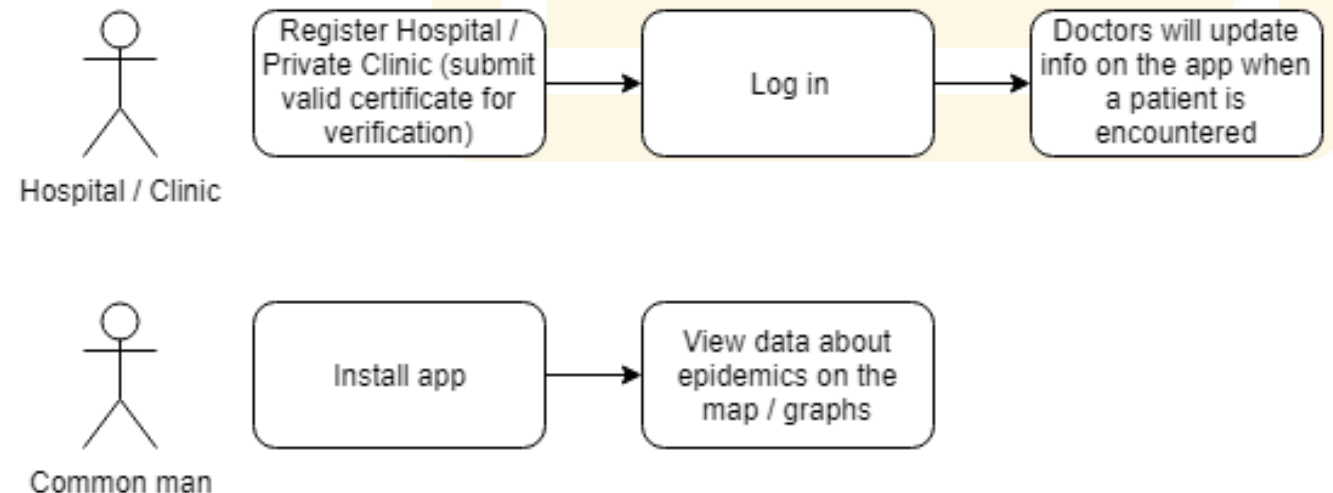 Register Hospital /
Private Clinic (submit
valid certificate for
verification)
Log in
Doctors will update
info on the app when
a patient is
encountered
Hospital / Clinic
Install app
View data about
epidemics on the
map / graphs
Common man